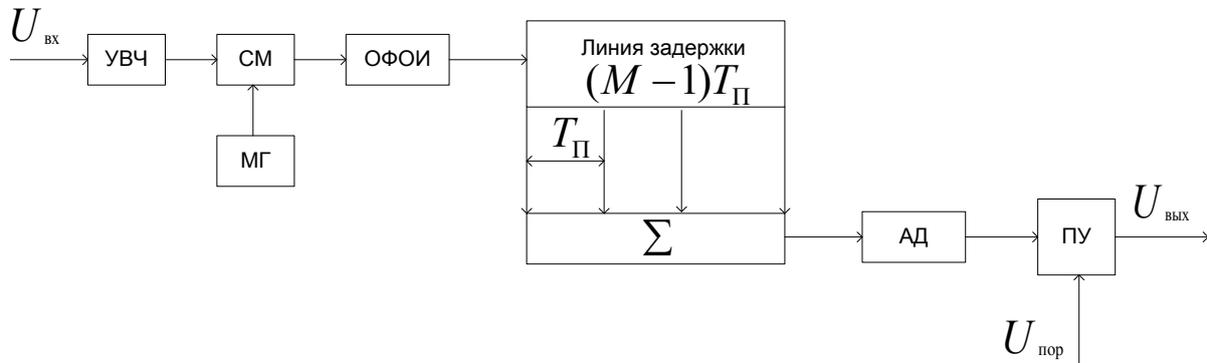 U вх
УВЧ
СМ
ОФОИ
Линия задержки
(M − 1)T П
МГ
T П
Σ
АД
ПУ
U вых
U пор